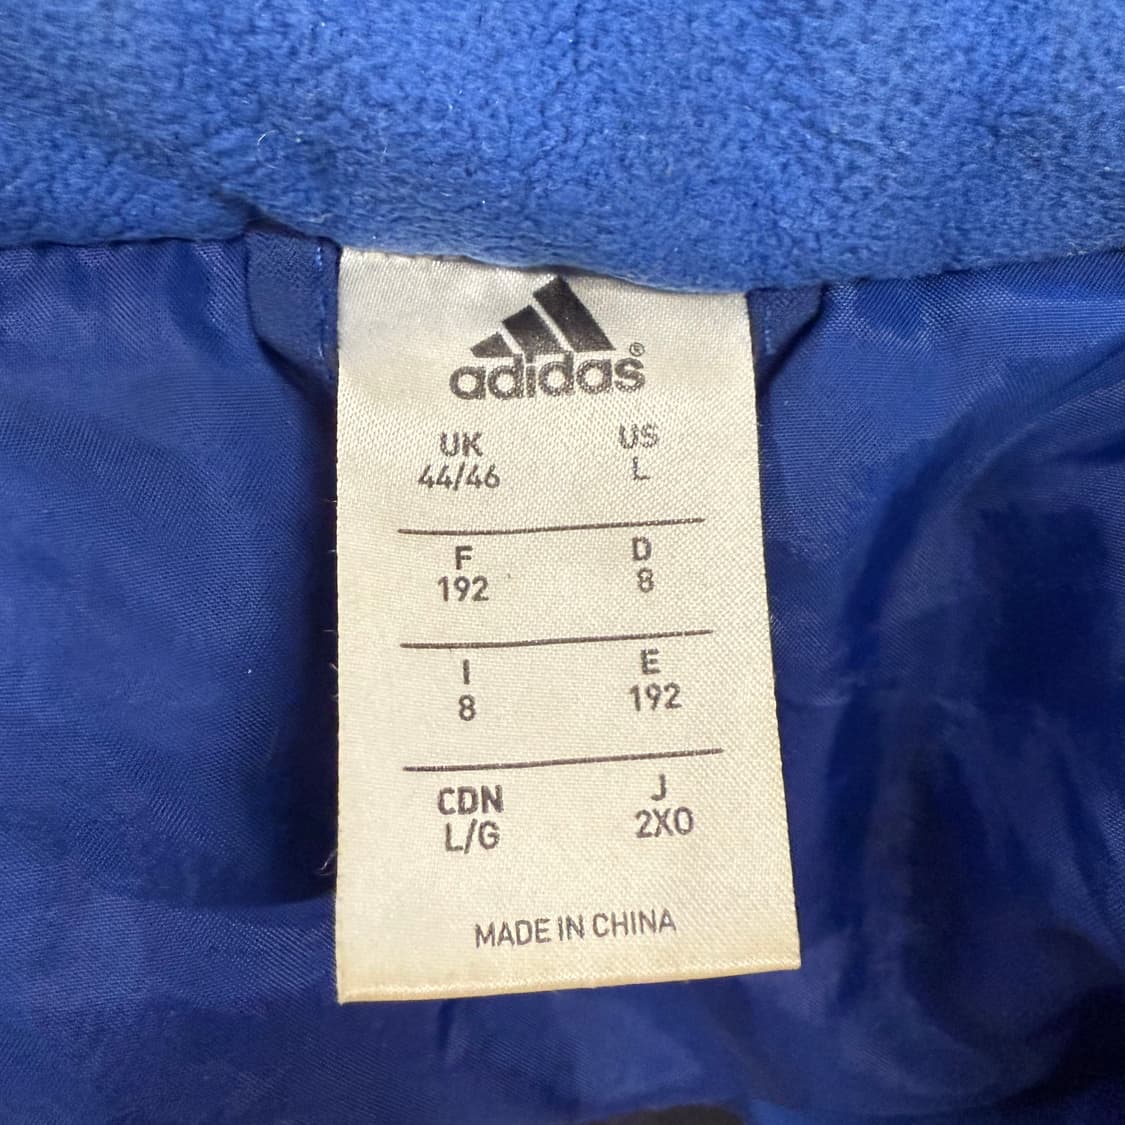 adidas®
UK US
44/46 L
F D
192 8
I E
8 192
CDN J
L/G 2XO
MADE IN CHINA